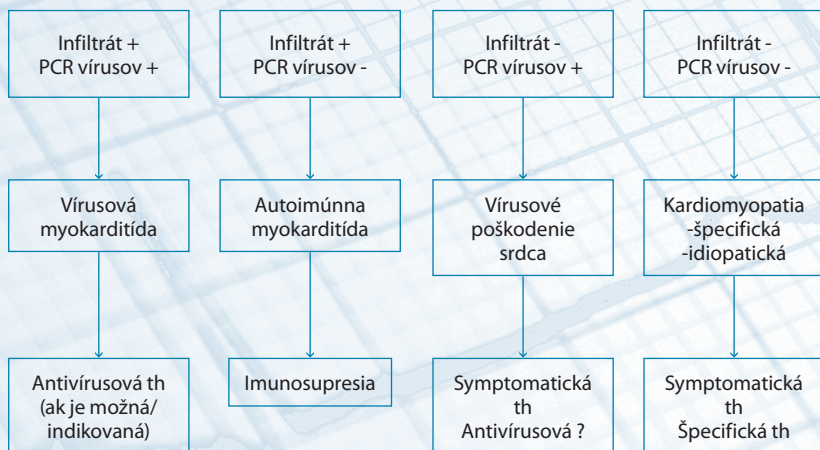 Infiltrát +
PCR vírusov +
Infiltrát +
PCR vírusov -
Infiltrát -
PCR vírusov +
Infiltrát -
PCR vírusov -
Vírusová
myokarditída
Autoimúnna
myokarditída
Vírusové
poškodenie
srdca
Kardiomyopatia
-špecifická
-idiopatická
Antivírusová th
(ak je možná/
indikovaná)
Imunosupresia
Symptomatická
th
Antivírusová ?
Symptomatická
th
Špecifická th